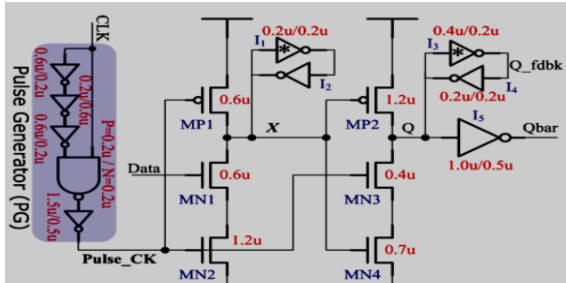 CLK
0.6u/0.2u
0.2u/0.6u
0.6u/0.2u
P=0.2u / N=0.2u
1.5u/0.5u
Pulse Generator (PG)
Pulse_CK
Data
MP1
0.6u
MN1
0.6u
MN2
1.2u
X
0.2u/0.2u
I1
*
I2
MP2
1.2u
Q
MN3
0.4u
MN4
0.7u
0.4u/0.2u
I3
*
Q_fdbk
I4
0.2u/0.2u
I5
Qbar
1.0u/0.5u